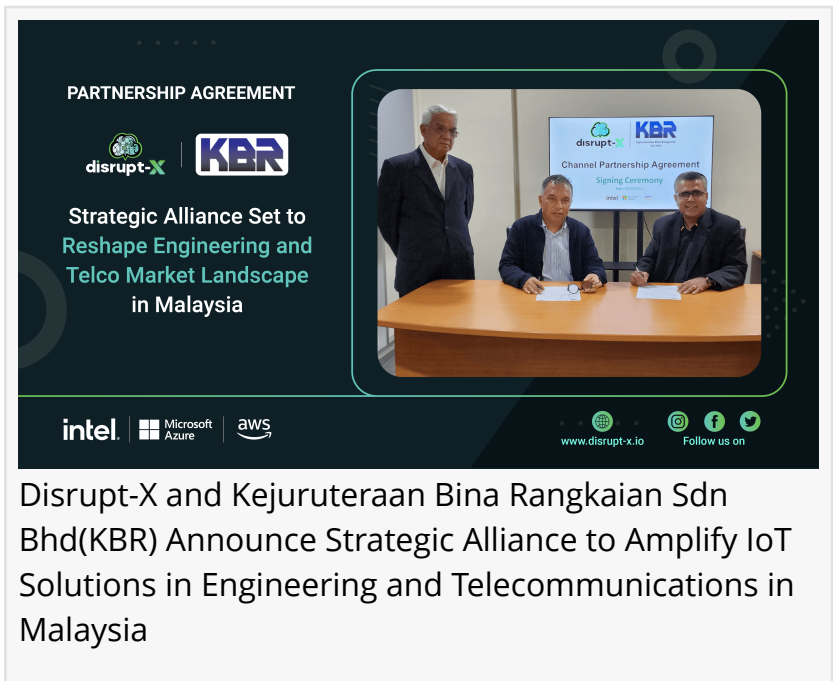 PARTNERSHIP AGREEMENT
disrupt-X
KBR
Strategic Alliance Set to
Reshape Engineering and
Telco Market Landscape
in Malaysia
disrupt-X
KBR
Channel Partnership Agreement
Signing Ceremony
intel
intel.
Microsoft
Azure
aws
www.disrupt-x.io
Follow us on
Disrupt-X and Kejuruteraan Bina Rangkaian Sdn
Bhd(KBR) Announce Strategic Alliance to Amplify IoT
Solutions in Engineering and Telecommunications in
Malaysia